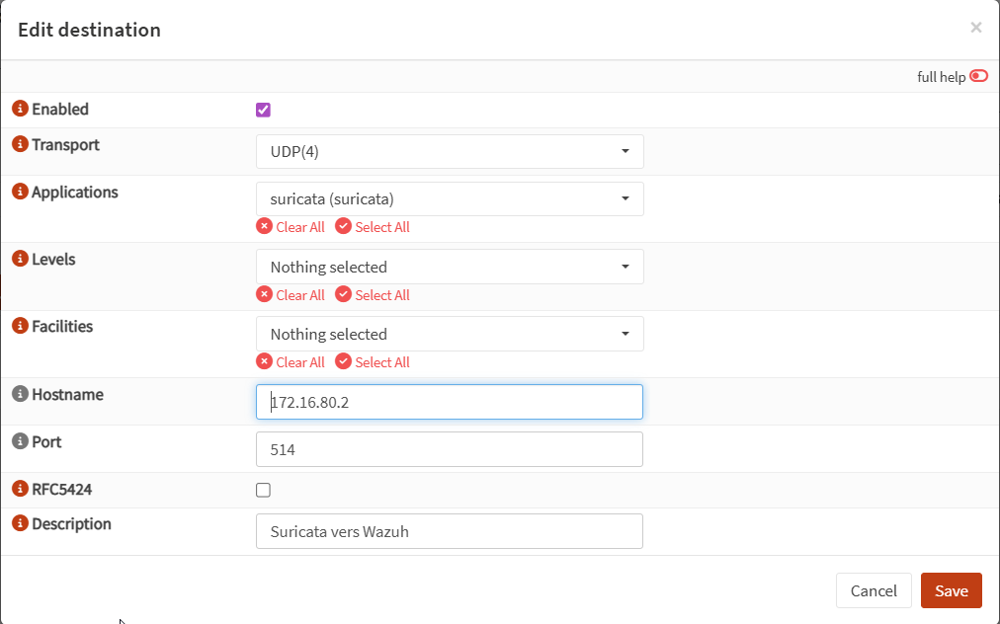 Edit destination
×
full help
Enabled
Transport
UDP(4)
Applications
suricata (suricata)
Clear All Select All
Levels
Nothing selected
Clear All Select All
Facilities
Nothing selected
Clear All Select All
Hostname
172.16.80.2
Port
514
RFC5424
Description
Suricata vers Wazuh
Cancel Save